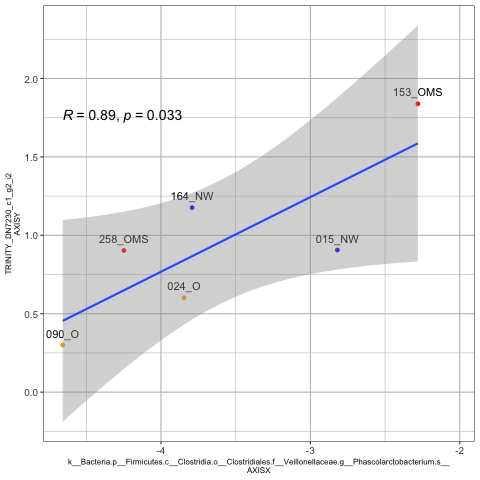 2.0
1.5
1.0
0.5
0.0
TRINITY_DN7230_c1_g2_i2
AXISY
R = 0.89, p = 0.033
153_OMS
164_NW
258_OMS
015_NW
024_O
090_O
-4
-3
-2
k__Bacteria.p__Firmicutes.c__Clostridia.o__Clostridiales.f__Veillonellaceae.g__Phascolarctobacterium.s__
AXISX